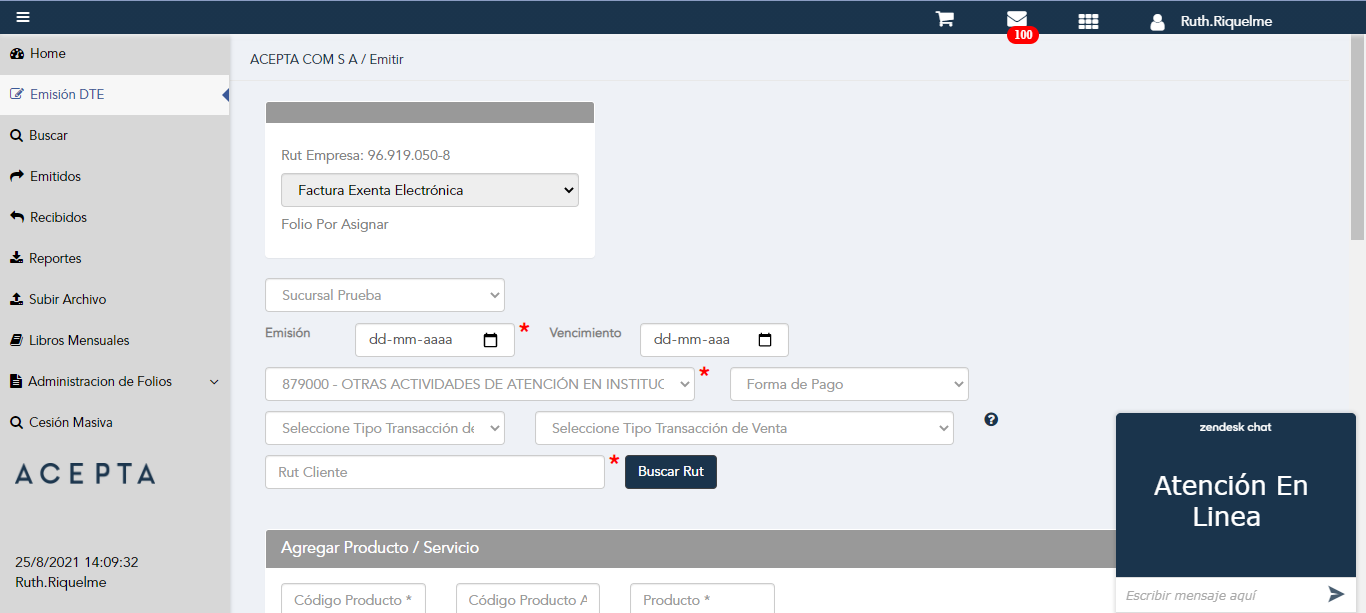 Ruth.Riquelme
100
Home
Emisión DTE
Buscar
Emitidos
Recibidos
Reportes
Subir Archivo
Libros Mensuales
Administracion de Folios
Cesión Masiva
ACEPTA
25/8/2021 14:09:32
Ruth.Riquelme
ACEPTA COM S A / Emitir
Rut Empresa: 96.919.050-8
Factura Exenta Electrónica
Folio Por Asignar
Sucursal Prueba
Emisión dd-mm-aaaa * Vencimiento dd-mm-aaa
879000 - OTRAS ACTIVIDADES DE ATENCIÓN EN INSTITUC * Forma de Pago
Seleccione Tipo Transacción de Seleccione Tipo Transacción de Venta ?
Rut Cliente * Buscar Rut
Agregar Producto / Servicio
Código Producto * Código Producto A Producto *
zendesk chat
Atención En
Linea
Escribir mensaje aquí